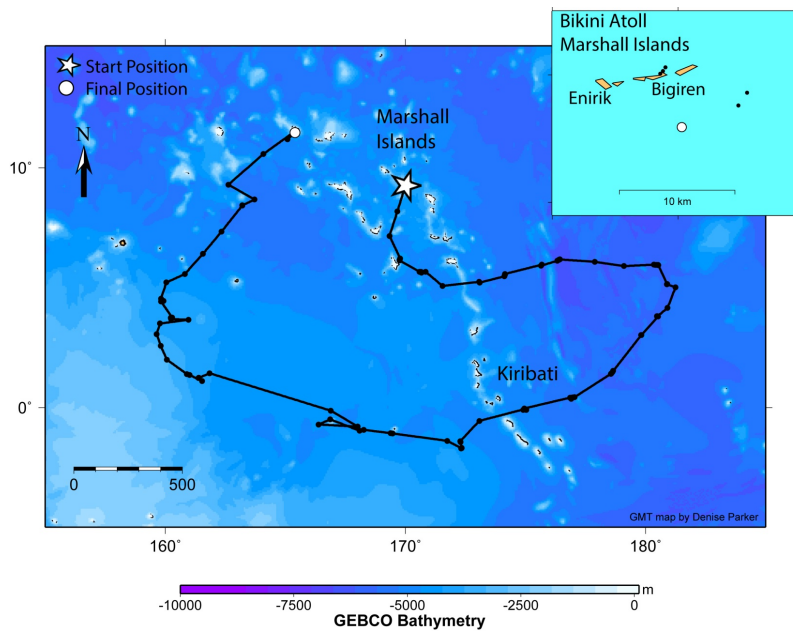 Bikini Atoll
Marshall Islands
Enirik
Bigiren
10 km
Start Position
Final Position
N
Marshall
Islands
10°
Kiribati
0°
0
500
GMT map by Denise Parker
160°
170°
180°
m
-10000
-7500
-5000
-2500
0
GEBCO Bathymetry